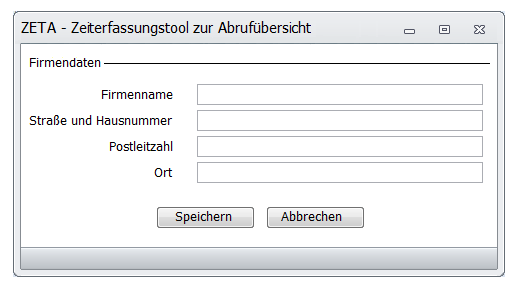 ZETA - Zeiterfassungstool zur Abrufübersicht
Firmendaten
Firmenname
Straße und Hausnummer
Postleitzahl
Ort
Speichern Abbrechen